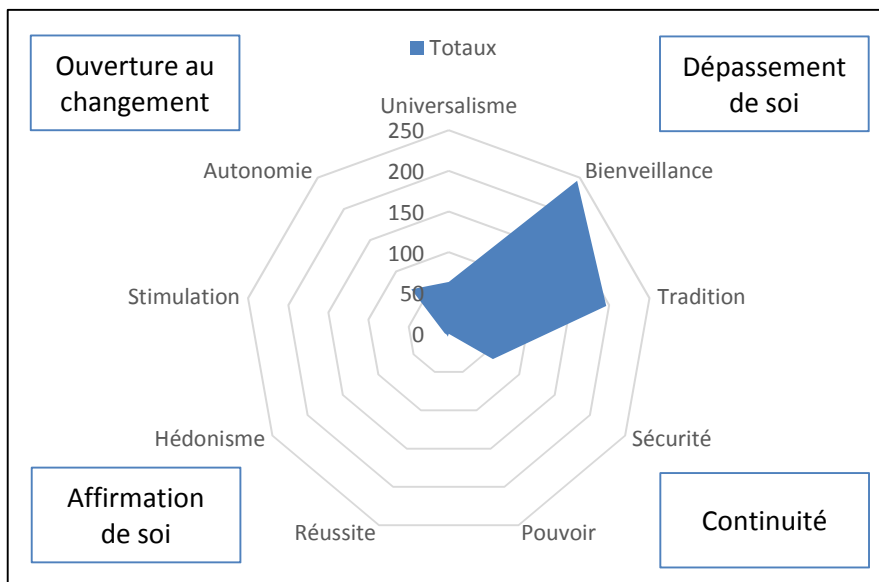 Ouverture au
changement
Totaux
Dépassement
de soi
Universalisme
250
200
150
100
50
0
Autonomie
Bienveillance
Stimulation
Tradition
Hédonisme
Sécurité
Réussite
Pouvoir
Affirmation
de soi
Continuité